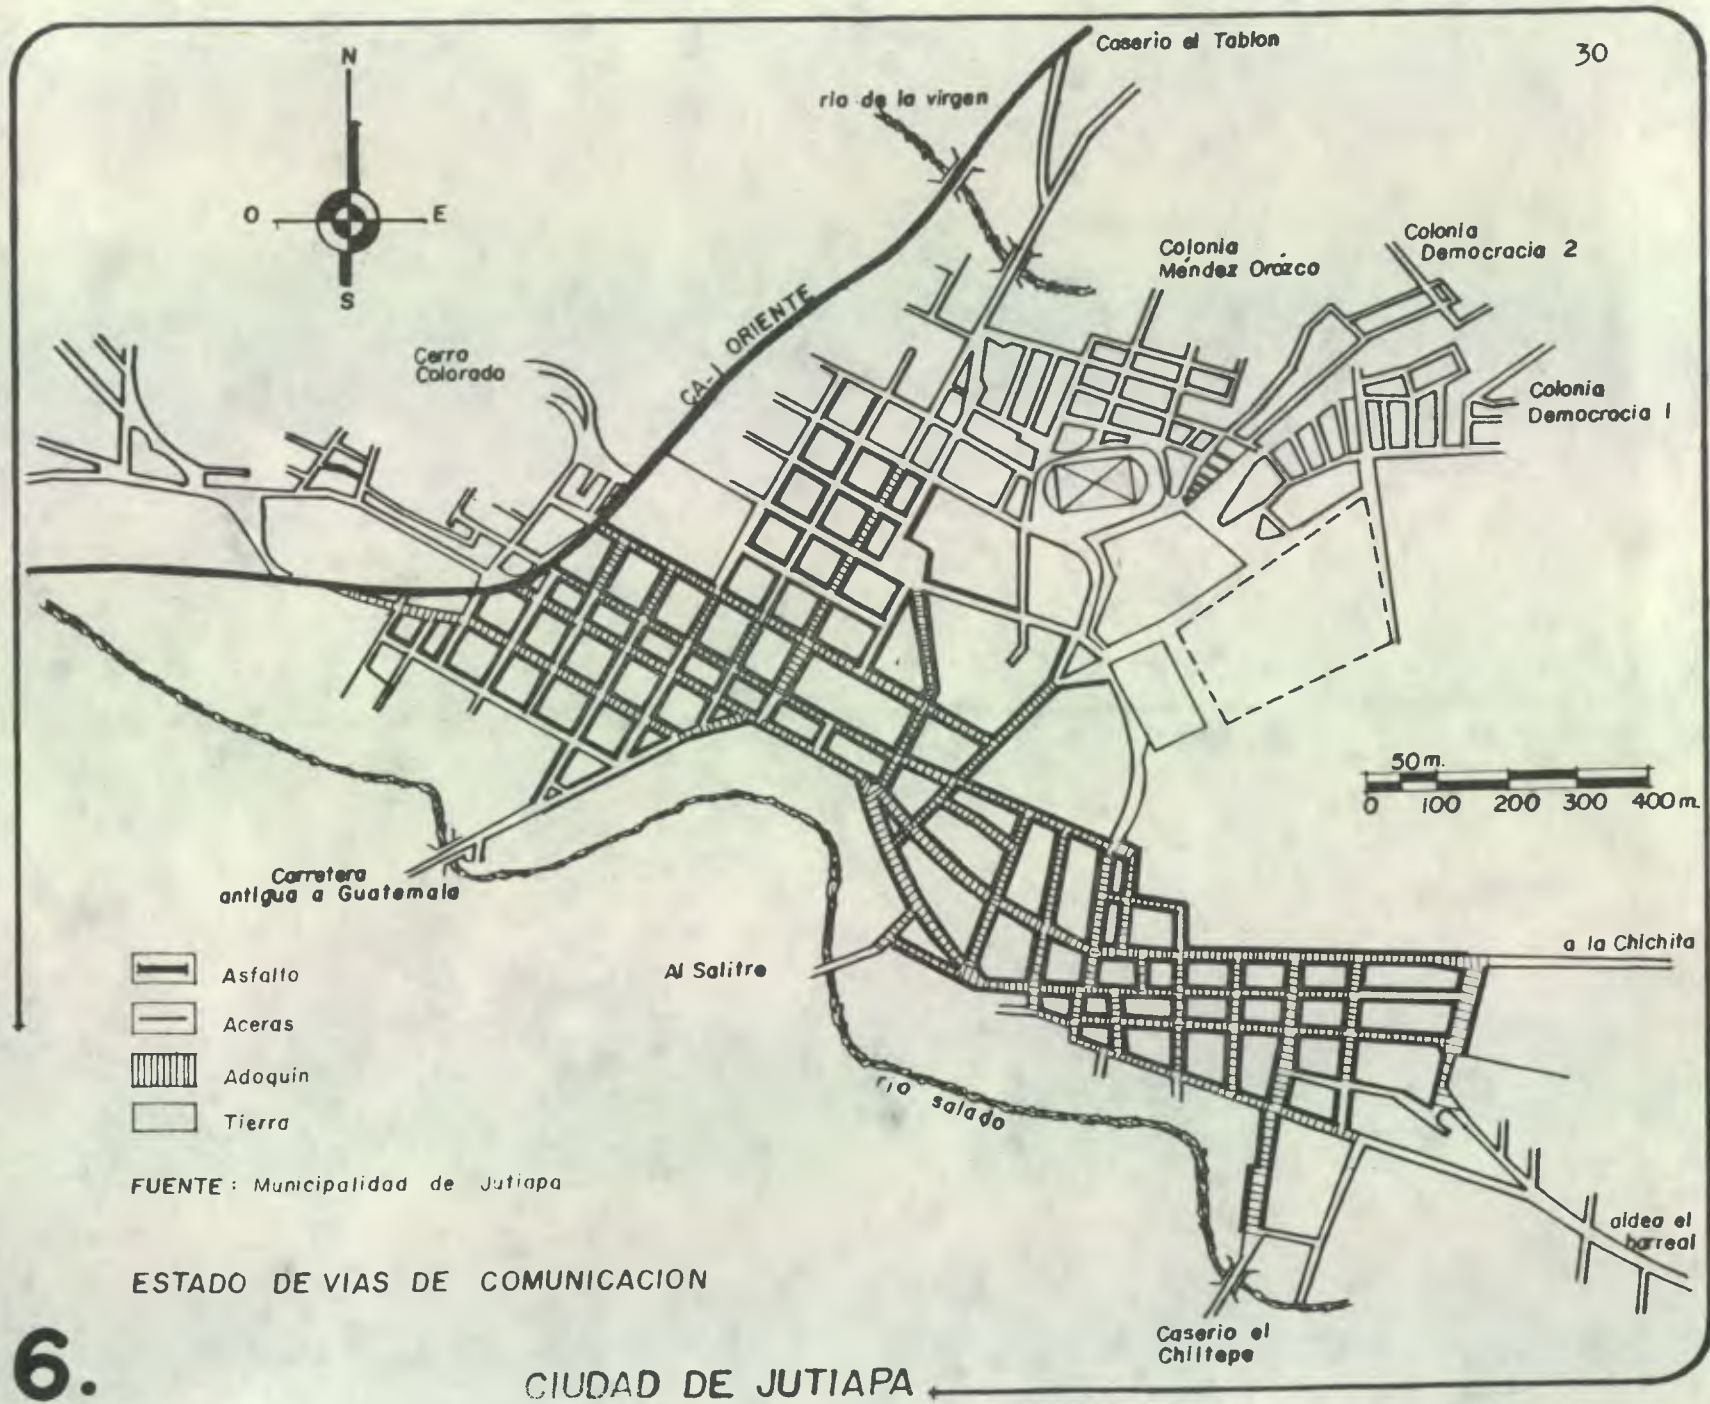 30
Caserio el Tablon
rio de la virgen
N
O
E
S
Colonia
Méndez Orózco
Colonia
Democracia 2
CA-1 ORIENTE
Cerro
Colorado
Colonia
Democracia 1
50 m.
0 100 200 300 400 m.
Carretera
antigua a Guatemala
Al Salitre
a la Chichita
Asfalto
Aceras
Adoquin
Tierra
rio salado
FUENTE: Municipalidad de Jutiapa
aldea el
barreal
ESTADO DE VIAS DE COMUNICACION
Caserio el
Chiltepe
6.
CIUDAD DE JUTIAPA